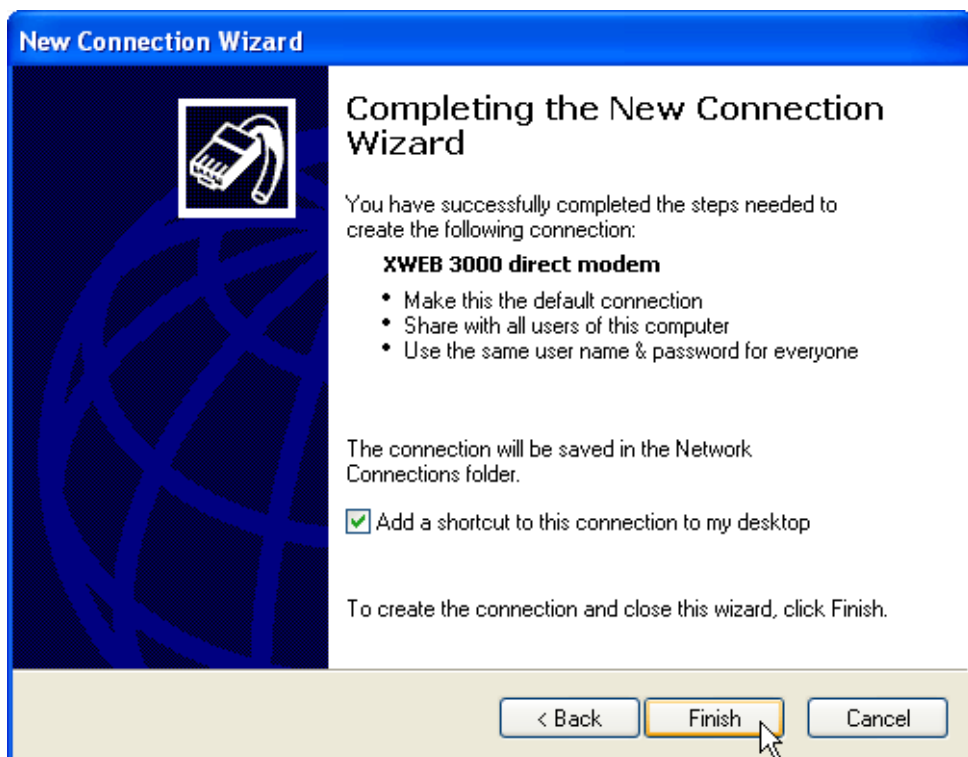 New Connection Wizard
Completing the New Connection
Wizard
You have successfully completed the steps needed to
create the following connection:
XWEB 3000 direct modem
• Make this the default connection
• Share with all users of this computer
• Use the same user name & password for everyone
The connection will be saved in the Network
Connections folder.
Add a shortcut to this connection to my desktop
To create the connection and close this wizard, click Finish.
< Back Finish Cancel